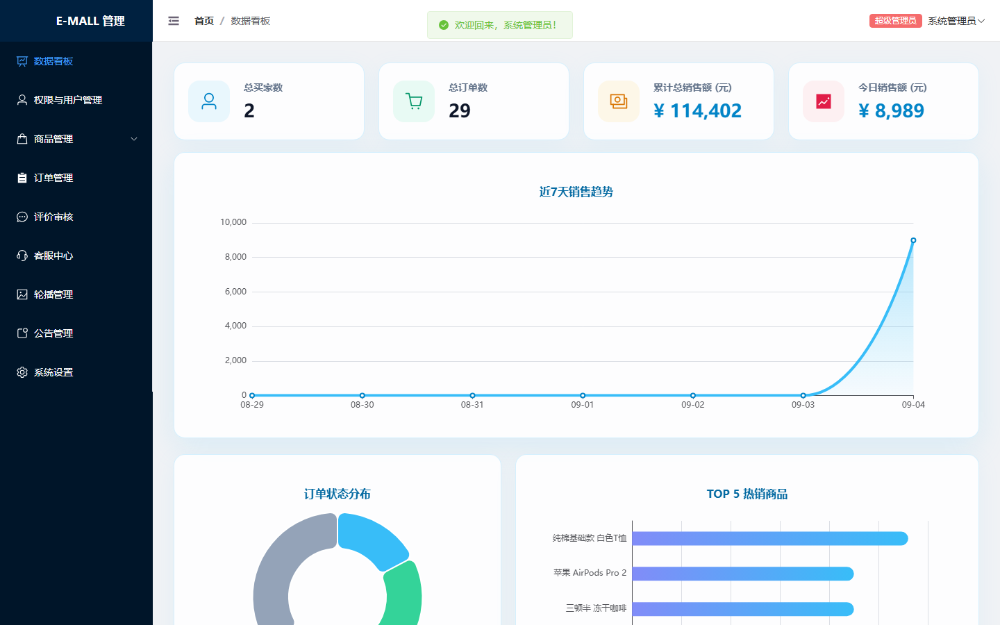 E-MALL 管理
首页 / 数据看板
欢迎回来，系统管理员！
超级管理员 系统管理员
数据看板
权限与用户管理
商品管理
订单管理
评价审核
客服中心
轮播管理
公告管理
系统设置
总买家数
2
总订单数
29
累计总销售额 (元)
¥ 114,402
今日销售额 (元)
¥ 8,989
近7天销售趋势
10,000
8,000
6,000
4,000
2,000
0
08-29 08-30 08-31 09-01 09-02 09-03 09-04
订单状态分布
TOP 5 热销商品
纯棉基础款 白色T恤
苹果 AirPods Pro 2
三顿半 冻干咖啡